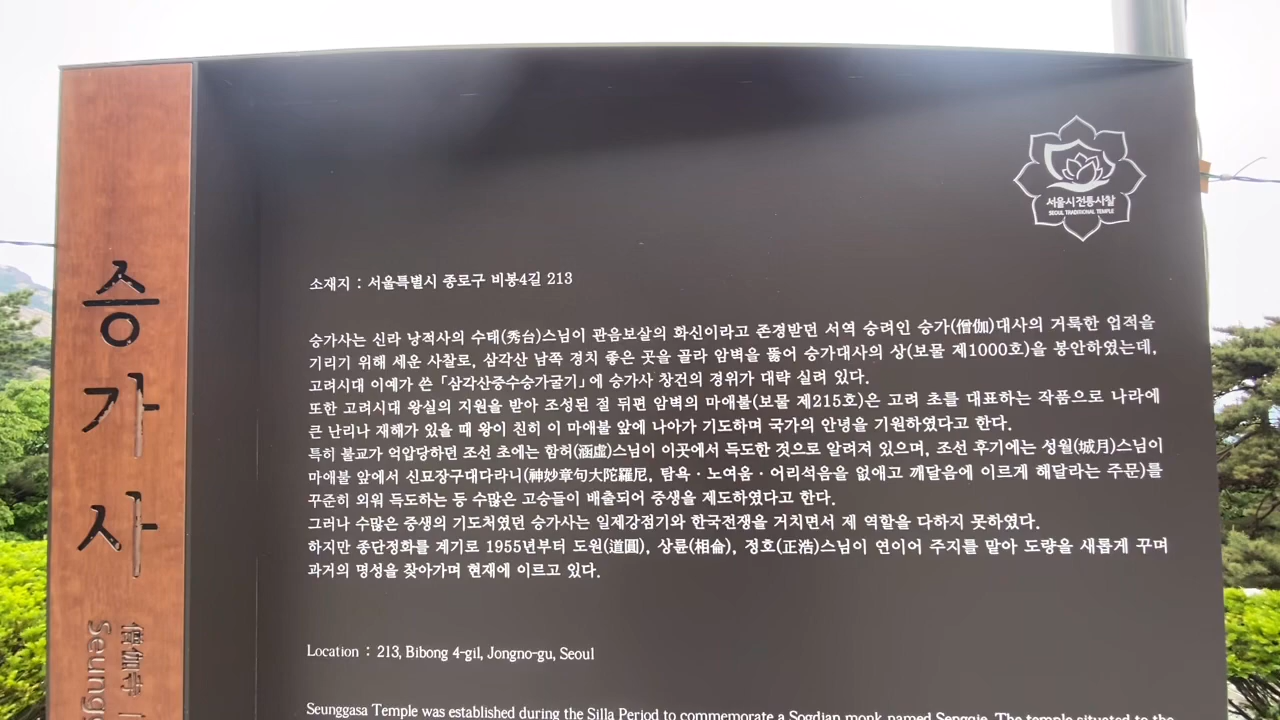 승가사
僧伽寺
서울시전통사찰
SEOUL TRADITIONAL TEMPLE
소재지 : 서울특별시 종로구 비봉4길 213
승가사는 신라 낭적사의 수태(秀台)스님이 관음보살의 화신이라고 존경받던 서역 승려인 승가(僧伽)대사의 거룩한 업적을
기리기 위해 세운 사찰로, 삼각산 남쪽 경치 좋은 곳을 골라 암벽을 뚫어 승가대사의 상(보물 제1000호)을 봉안하였는데,
고려시대 이예가 쓴 「삼각산중수승가굴기」에 승가사 창건의 경위가 대략 실려 있다.
또한 고려시대 왕실의 지원을 받아 조성된 절 뒤편 암벽의 마애불(보물 제215호)은 고려 초를 대표하는 작품으로 나라에
큰 난리나 재해가 있을 때 왕이 친히 이 마애불 앞에 나아가 기도하며 국가의 안녕을 기원하였다고 한다.
특히 불교가 억압당하던 조선 초에는 함허(涵虛)스님이 이곳에서 득도한 것으로 알려져 있으며, 조선 후기에는 성월(城月)스님이
마애불 앞에서 신묘장구대다라니(神妙章句大陀羅尼, 탐욕 · 노여움 · 어리석음을 없애고 깨달음에 이르게 해달라는 주문)를
꾸준히 외워 득도하는 등 수많은 고승들이 배출되어 중생을 제도하였다고 한다.
그러나 수많은 중생의 기도처였던 승가사는 일제강점기와 한국전쟁을 거치면서 제 역할을 다하지 못하였다.
하지만 종단정화를 계기로 1955년부터 도원(道圓), 상륜(相侖), 정호(正浩)스님이 연이어 주지를 맡아 도량을 새롭게 꾸며
과거의 명성을 찾아가며 현재에 이르고 있다.
Location : 213, Bibong 4-gil, Jongno-gu, Seoul
Seunggasa Temple was established during the Silla Period to commemorate a Sogdian monk named Sengqie. The temple situated to the